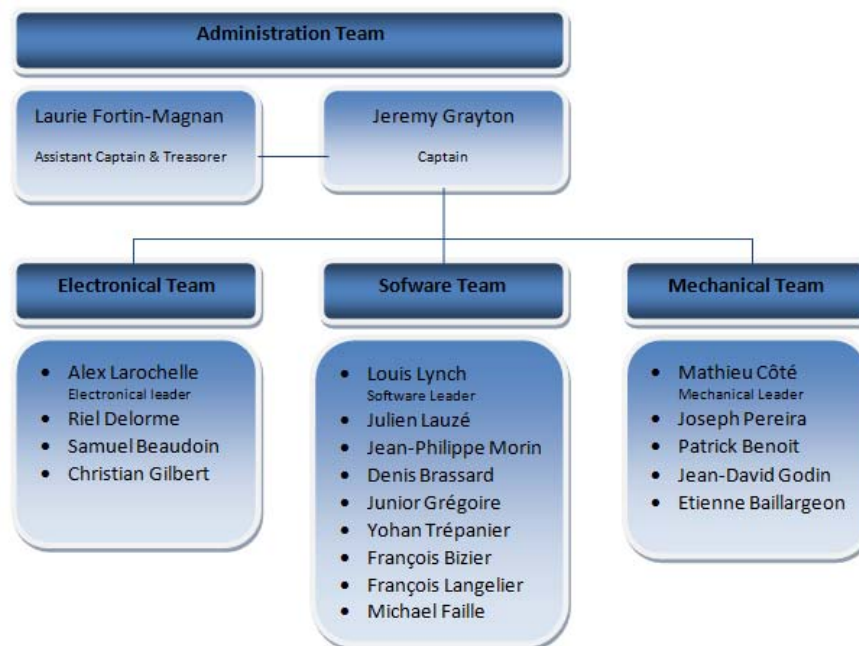 Administration Team
Laurie Fortin-Magnan
Assistant Captain & Treasorer
Jeremy Grayton
Captain
Electronical Team
• Alex Larochelle
Electronical leader
• Riel Delorme
• Samuel Beaudoin
• Christian Gilbert
Sofware Team
• Louis Lynch
Software Leader
• Julien Lauzé
• Jean-Philippe Morin
• Denis Brassard
• Junior Grégoire
• Yohan Trépanier
• François Bizier
• François Langelier
• Michael Faille
Mechanical Team
• Mathieu Côté
Mechanical Leader
• Joseph Pereira
• Patrick Benoit
• Jean-David Godin
• Etienne Baillargeon